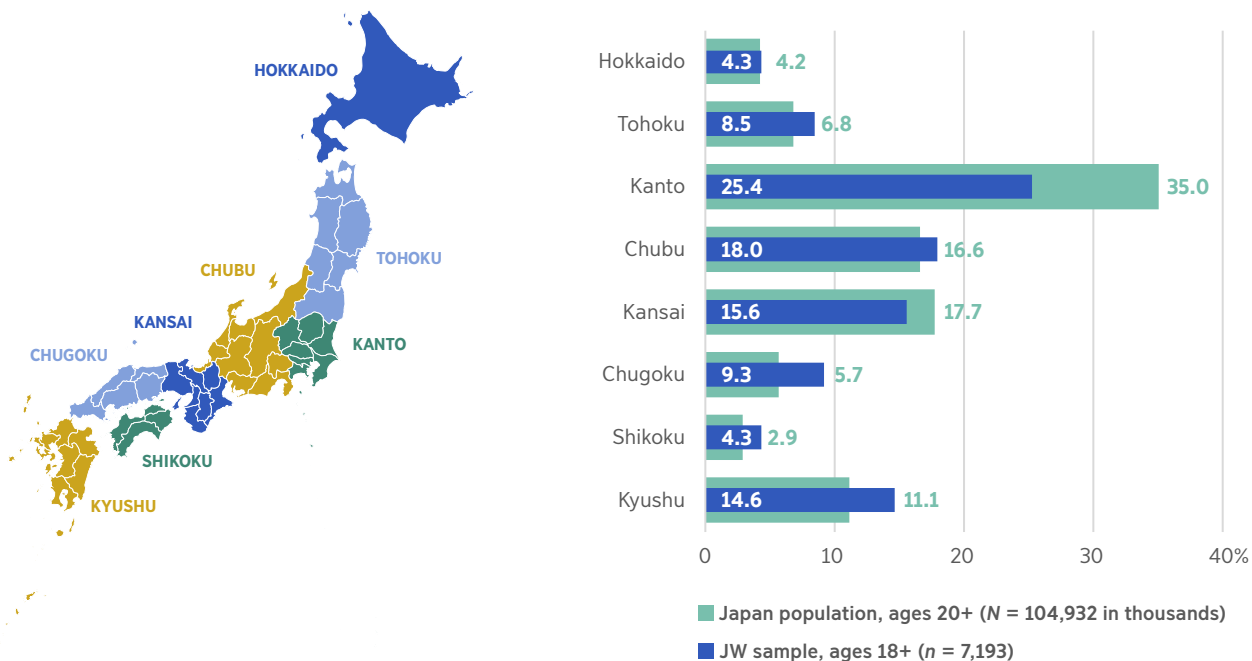 HOKKAIDO
TOHOKU
CHUBU
KANSAI
KANTO
CHUGOKU
SHIKOKU
KYUSHU
Hokkaido 4.3 4.2
Tohoku 8.5 6.8
Kanto 25.4 35.0
Chubu 18.0 16.6
Kansai 15.6 17.7
Chugoku 9.3 5.7
Shikoku 4.3 2.9
Kyushu 14.6 11.1
0 10 20 30 40%
Japan population, ages 20+ (N = 104,932 in thousands)
JW sample, ages 18+ (n = 7,193)